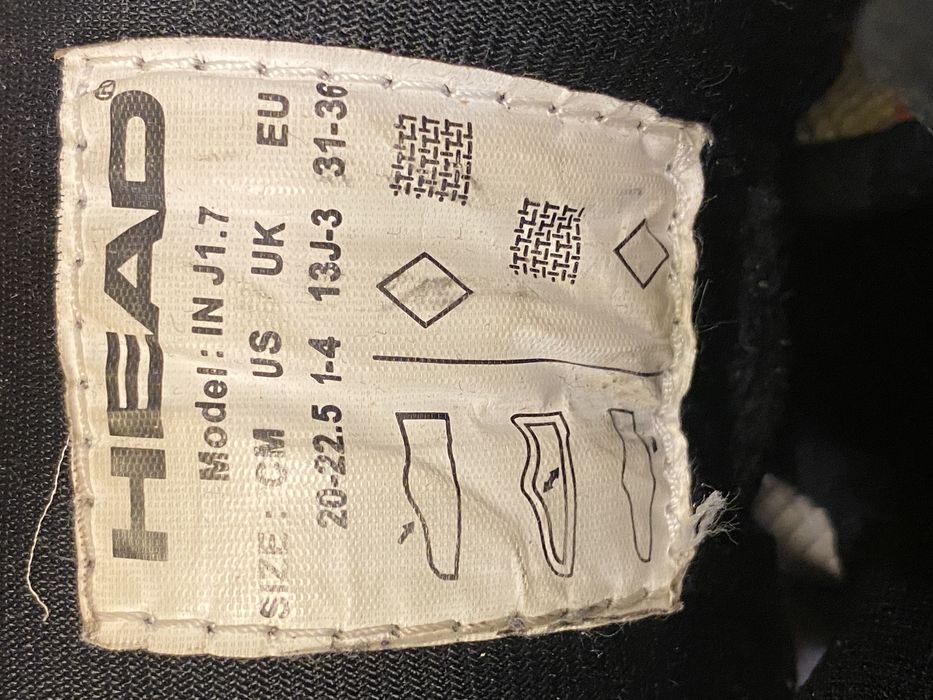 HEAD®
Model: IN J1.7
SIZE: CM US UK EU
20-22.5 1-4 13J-3 31-36